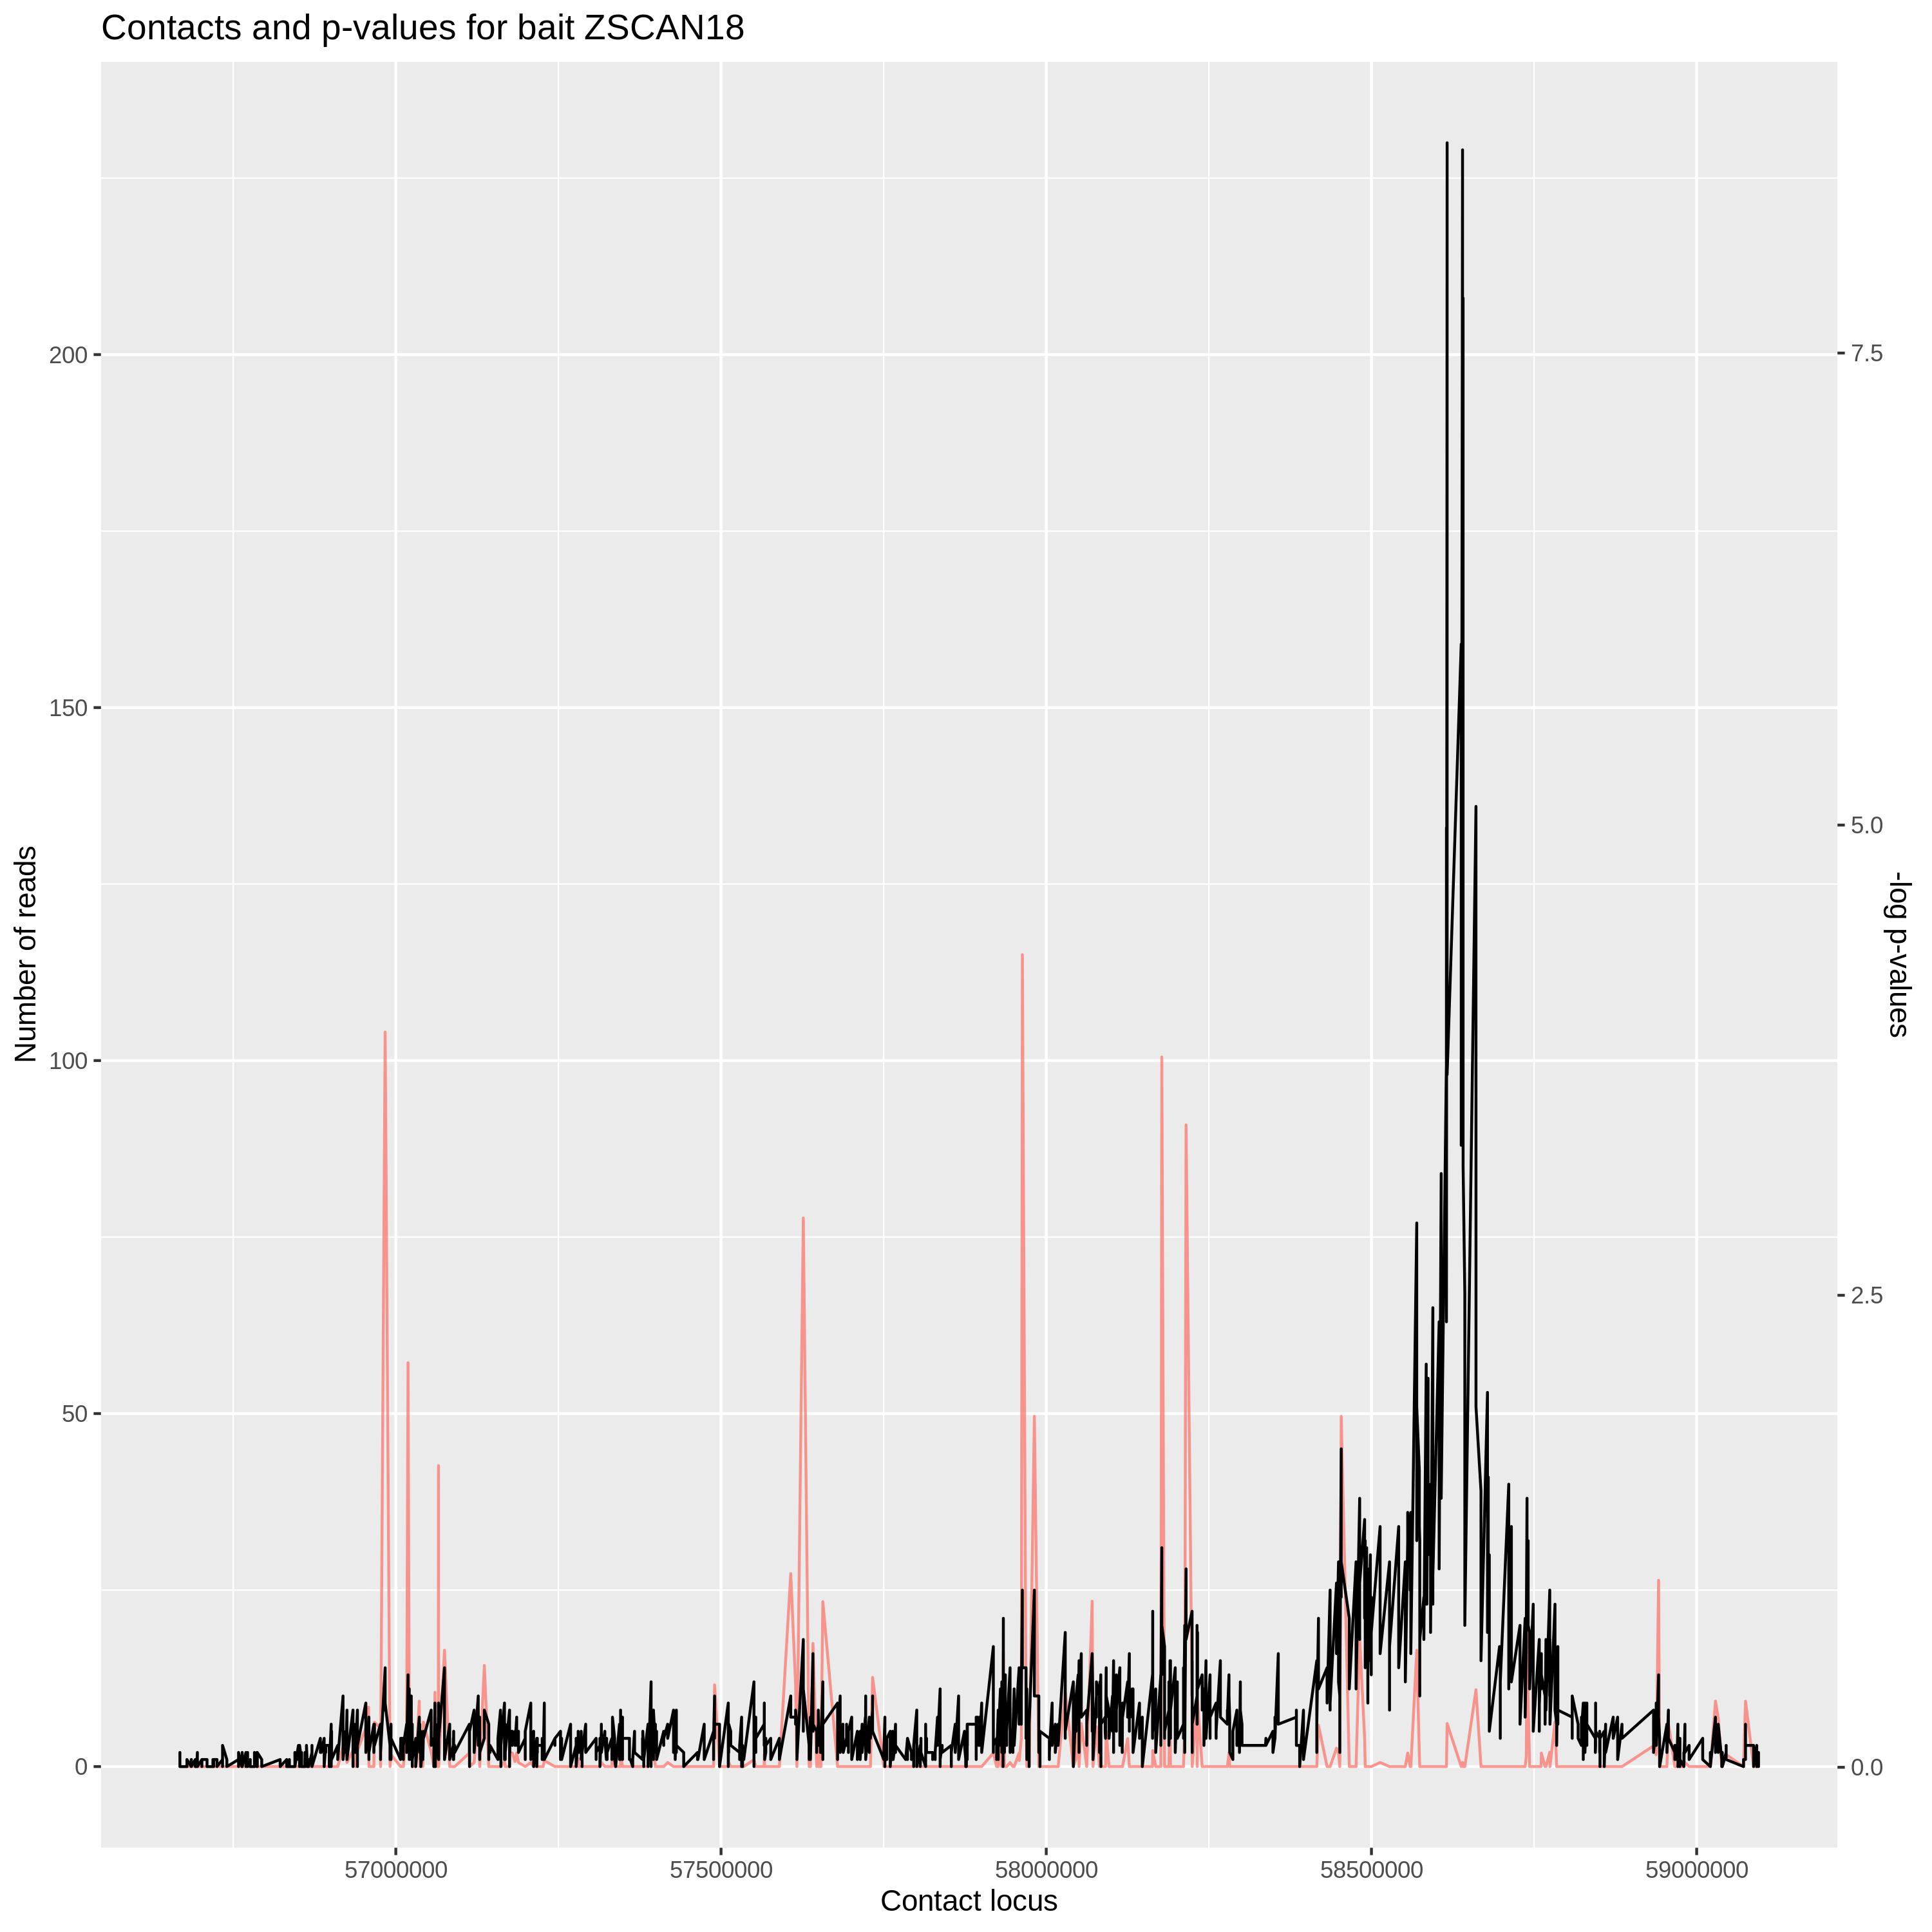 Contacts and p-values for bait ZSCAN18
Number of reads
200
150
100
50
0
7.5
5.0
2.5
0.0
-log p-values
57000000 57500000 58000000 58500000 59000000
Contact locus